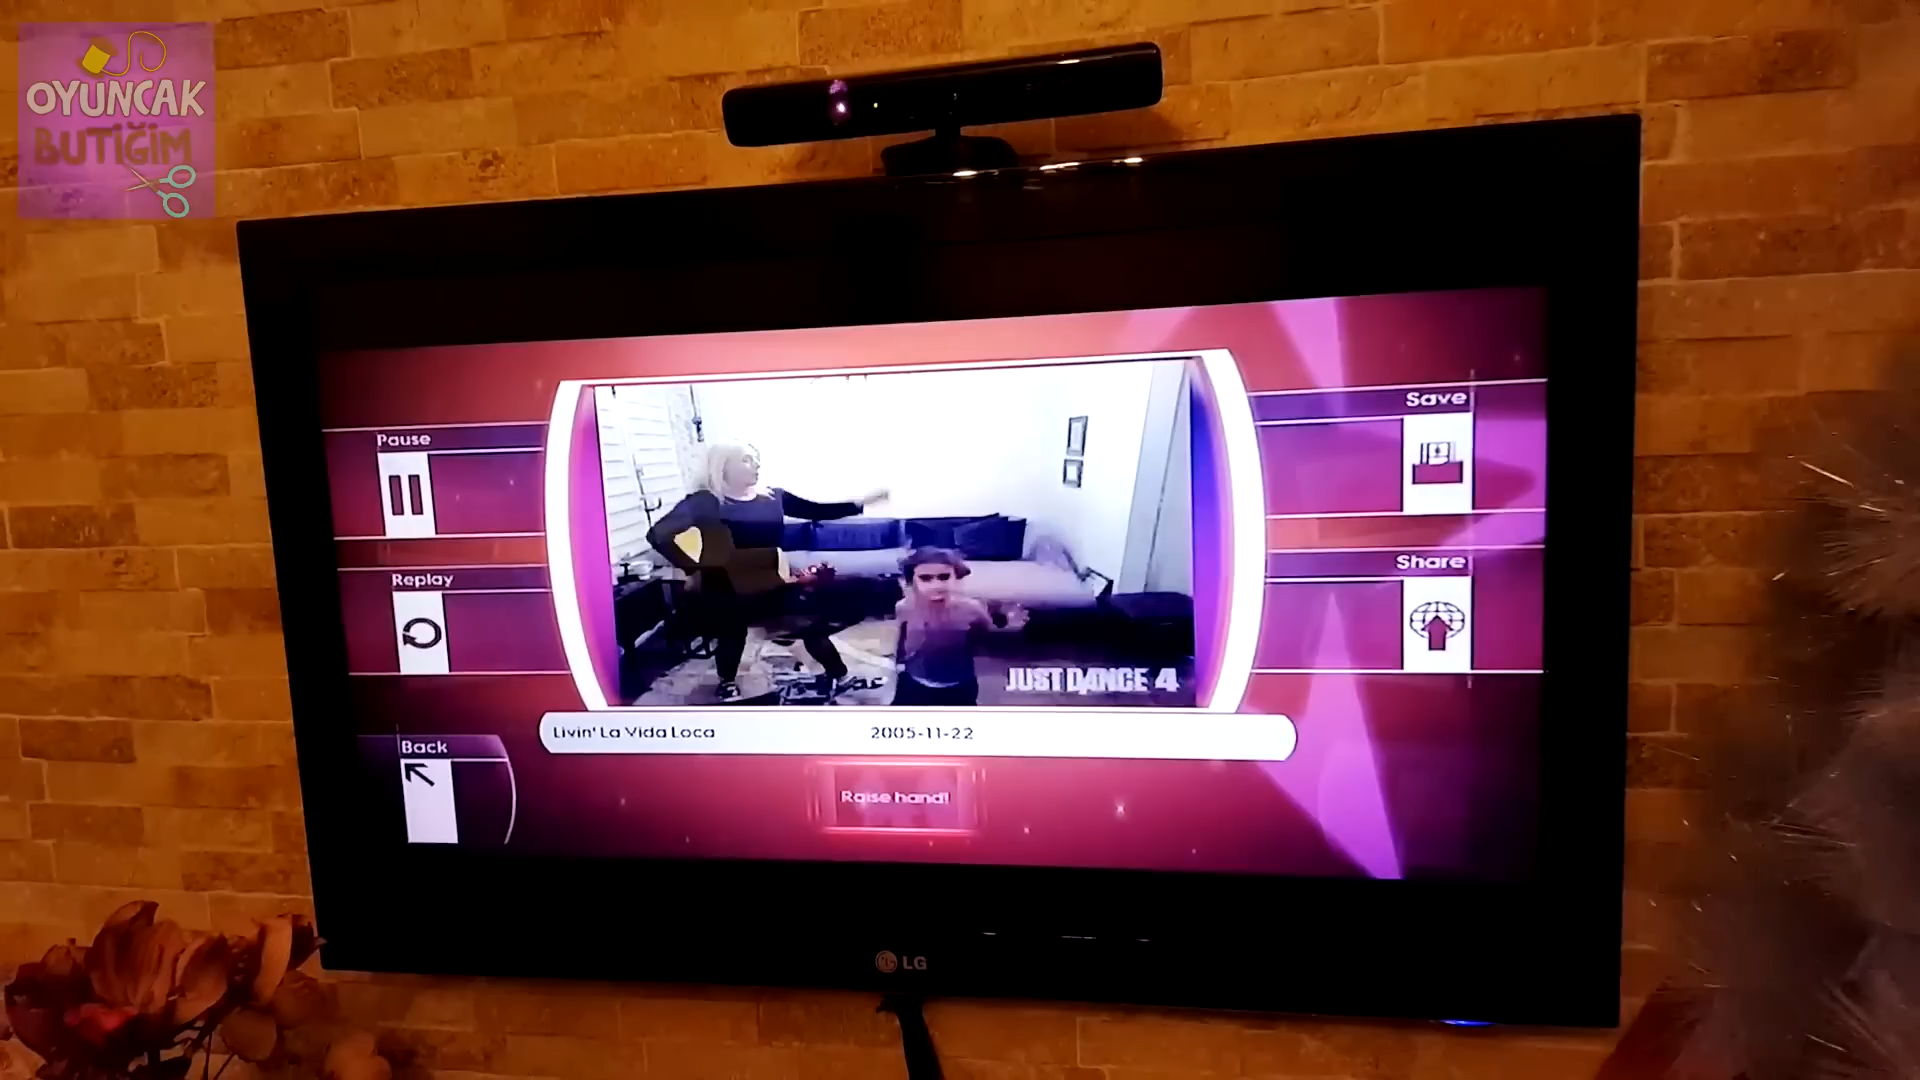 OYUNCAK
BUTİĞİM
Save
Pause
Share
Replay
JUST DANCE 4
Livin' La Vida Loca
2005-11-22
Back
Raise hand!
LG